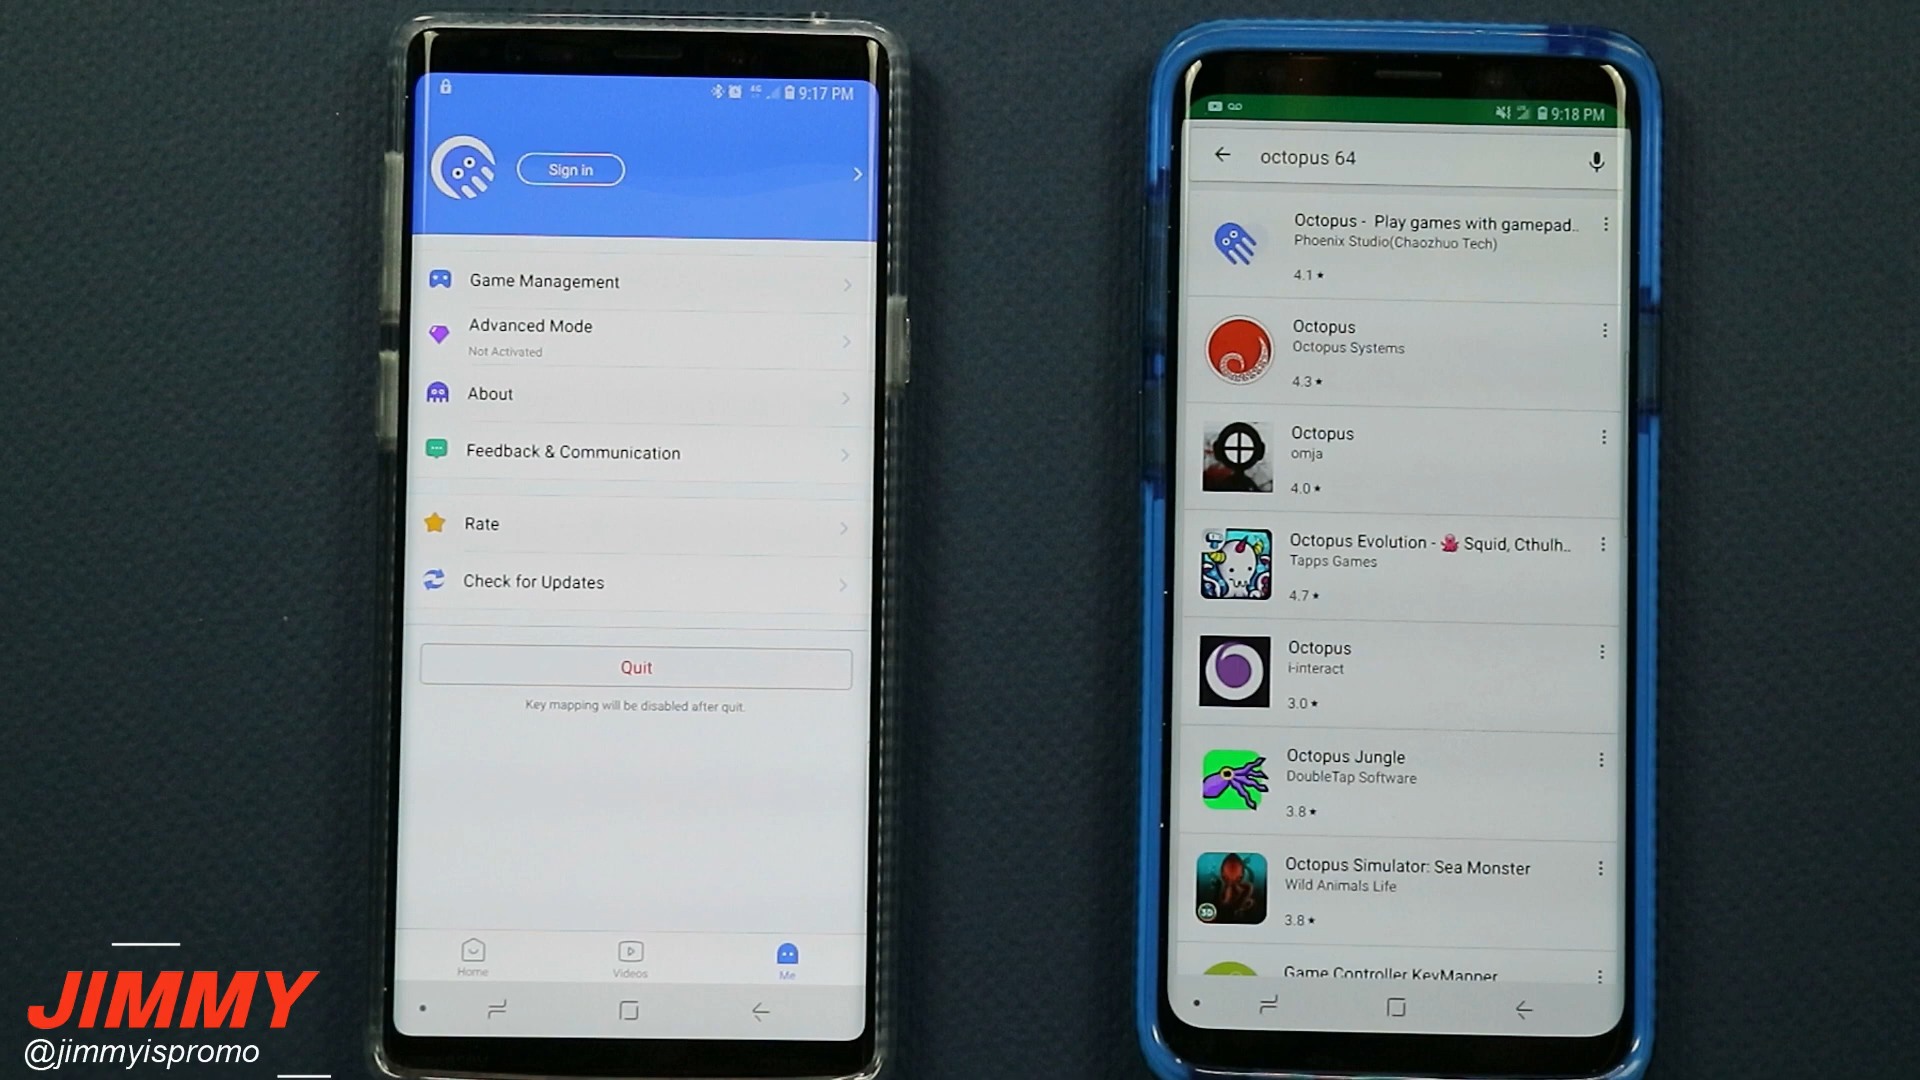 9:17 PM
Sign in
Game Management
Advanced Mode
Not Activated
About
Feedback & Communication
Rate
Check for Updates
Quit
Key mapping will be disabled after quit.
Home
Videos
Me
9:18 PM
octopus 64
Octopus - Play games with gamepad..
Phoenix Studio(Chaozhuo Tech)
4.1 ★
Octopus
Octopus Systems
4.3 ★
Octopus
omja
4.0 ★
Octopus Evolution - 🐙 Squid, Cthulh..
Tapps Games
4.7 ★
Octopus
i-interact
3.0 ★
Octopus Jungle
DoubleTap Software
3.8 ★
Octopus Simulator: Sea Monster
Wild Animals Life
3D
3.8 ★
Game Controller KeyMapper
JIMMY
@jimmyispromo